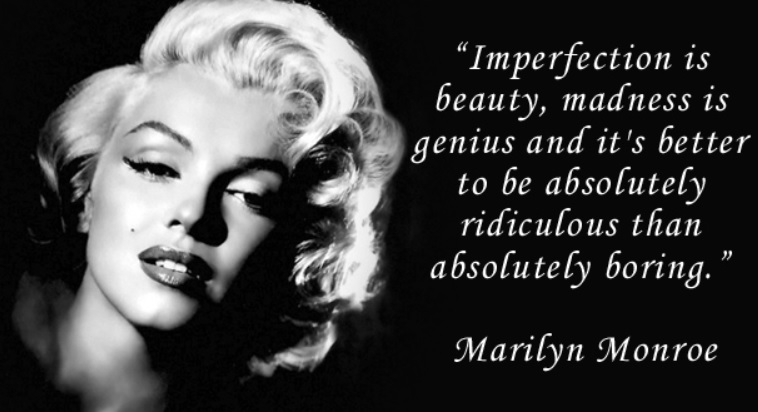 “Imperfection is
beauty, madness is
genius and it's better
to be absolutely
ridiculous than
absolutely boring.”
Marilyn Monroe